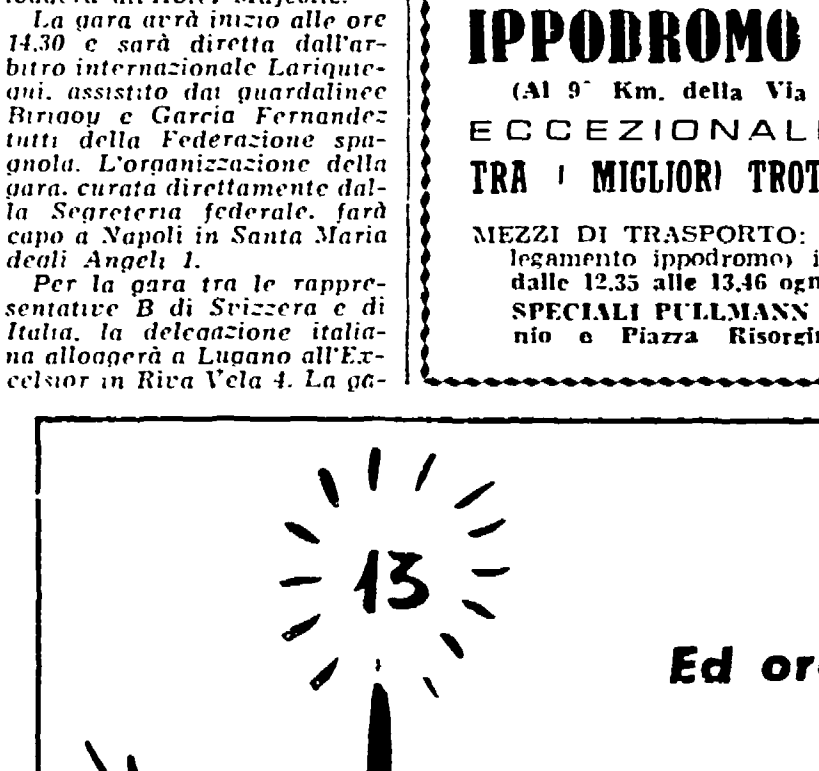 La gara avrà inizio alle ore
14.30 e sarà diretta dall'ar-
bitro internazionale Lariquie-
gui, assistito dai guardalinee
e Garcia Fernandez
tutti della Federazione spa-
gnola. L'organizzazione della
gara, curata direttamente dal-
la Segreteria federale, farà
capo a Napoli in Santa Maria
degli Angeli 1.
Per la gara tra le rappre-
sentative B di Svizzera e di
Italia, la delegazione italia-
na alloggerà a Lugano all'Ex-
celsior in Riva Vela 4. La ga-
IPPODROMO
(Al 9° Km. della Via
ECCEZIONAL
TRA I MIGLIORI TROT
MEZZI DI TRASPORTO:
legamento ippodromo) i
dalle 12.35 alle 13.46 ogn
SPECIALI PULLMANN
nio e Piazza Risorgi
13
Ed or